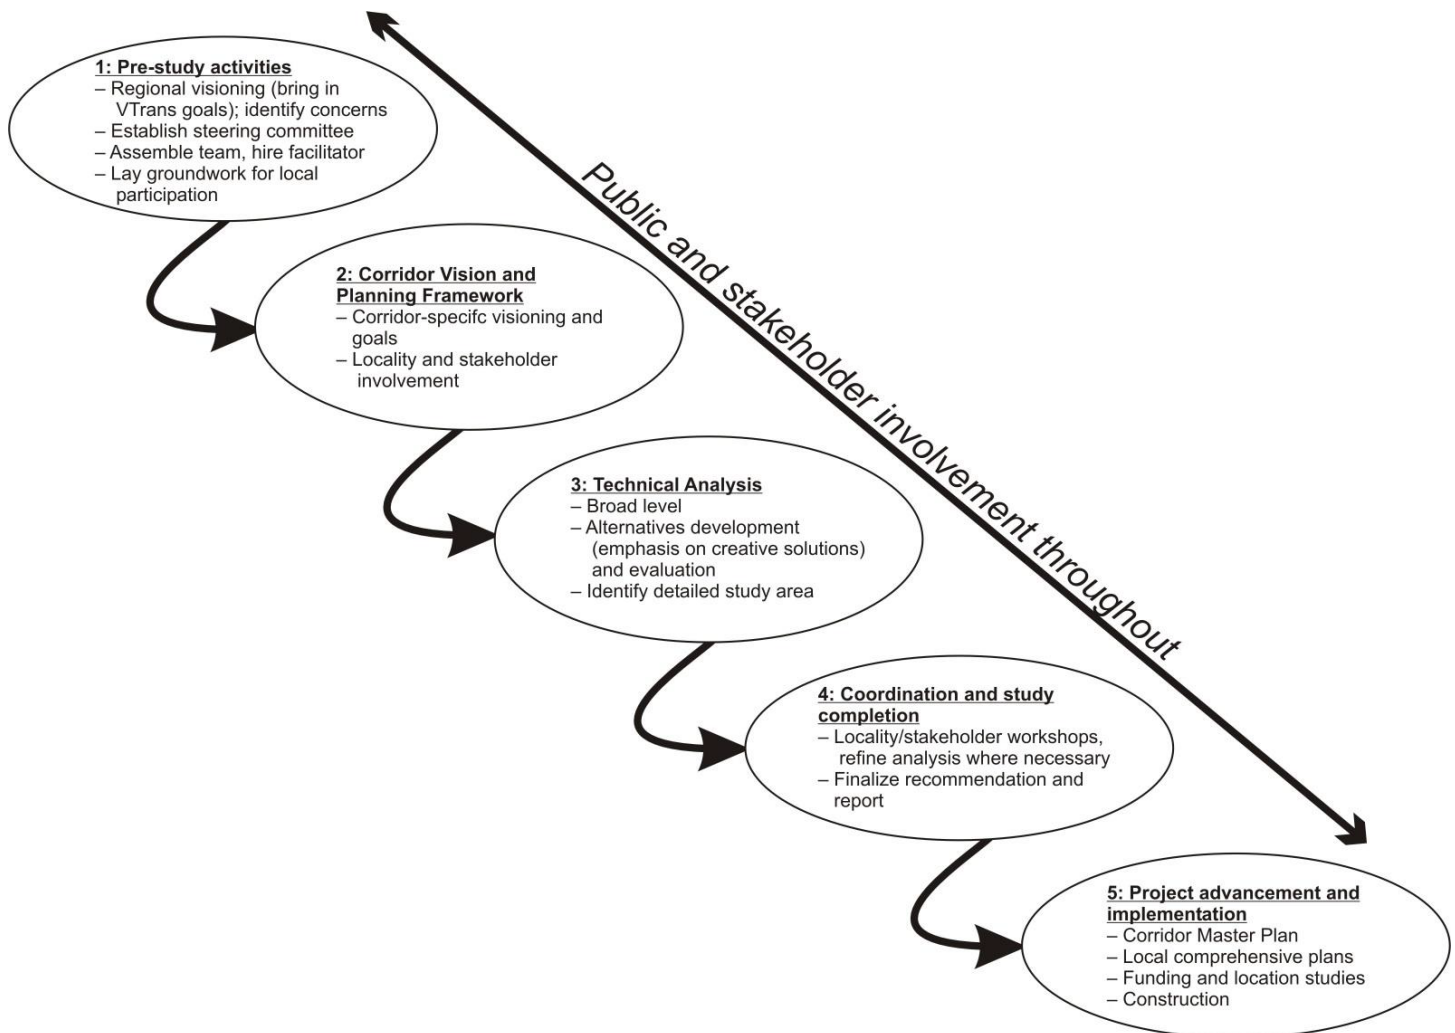 1: Pre-study activities
– Regional visioning (bring in
VTrans goals); identify concerns
– Establish steering committee
– Assemble team, hire facilitator
– Lay groundwork for local
participation
Public and stakeholder involvement throughout
2: Corridor Vision and
Planning Framework
– Corridor-specifc visioning and
goals
– Locality and stakeholder
involvement
3: Technical Analysis
– Broad level
– Alternatives development
(emphasis on creative solutions)
and evaluation
– Identify detailed study area
4: Coordination and study
completion
– Locality/stakeholder workshops,
refine analysis where necessary
– Finalize recommendation and
report
5: Project advancement and
implementation
– Corridor Master Plan
– Local comprehensive plans
– Funding and location studies
– Construction